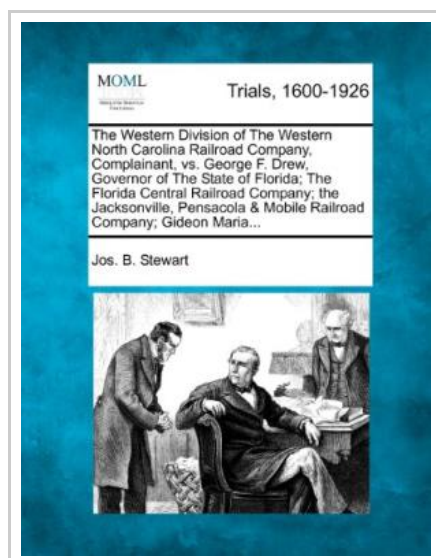 MOML
Trials, 1600-1926
The Western Division of The Western
North Carolina Railroad Company,
Complainant, vs. George F. Drew,
Governor of The State of Florida; The
Florida Central Railroad Company; the
Jacksonville, Pensacola & Mobile Railroad
Company; Gideon Maria...
Jos. B. Stewart